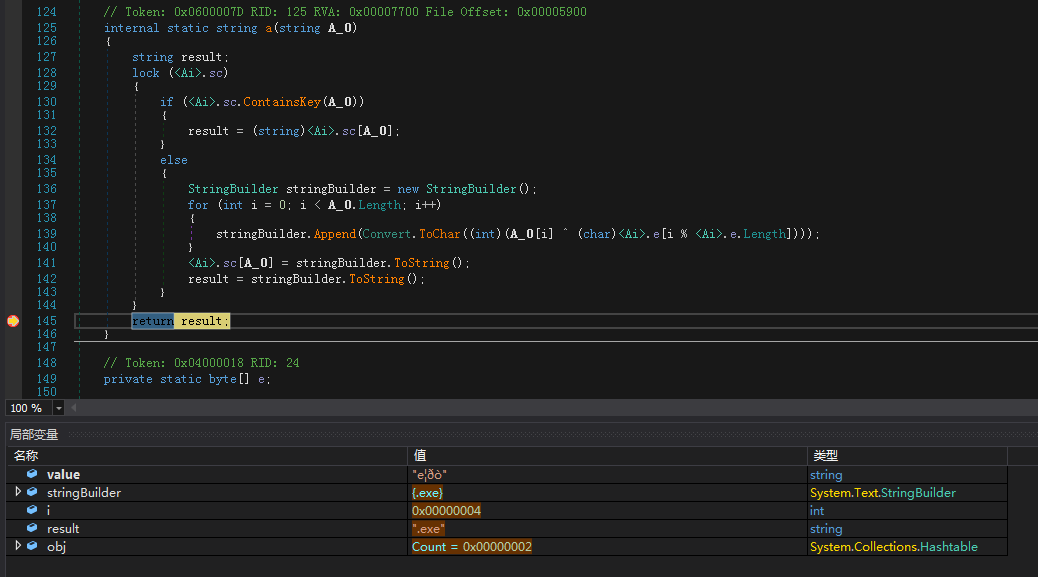 124 // Token: 0x0600007D RID: 125 RVA: 0x00007700 File Offset: 0x00005900
125 internal static string a(string A_0)
126 {
127 string result;
128 lock (<Ai>.sc)
129 {
130 if (<Ai>.sc.ContainsKey(A_0))
131 {
132 result = (string)<Ai>.sc[A_0];
133 }
134 else
135 {
136 StringBuilder stringBuilder = new StringBuilder();
137 for (int i = 0; i < A_0.Length; i++)
138 {
139 stringBuilder.Append(Convert.ToChar((int)(A_0[i] ^ (char)<Ai>.e[i % <Ai>.e.Length])));
140 }
141 <Ai>.sc[A_0] = stringBuilder.ToString();
142 result = stringBuilder.ToString();
143 }
144 }
145 return result;
146 }
147
148 // Token: 0x04000018 RID: 24
149 private static byte[] e;
150
100 %
局部变量
名称 值 类型
value "e¦ðò" string
stringBuilder {.exe} System.Text.StringBuilder
i 0x00000004 int
result ".exe" string
obj Count = 0x00000002 System.Collections.Hashtable